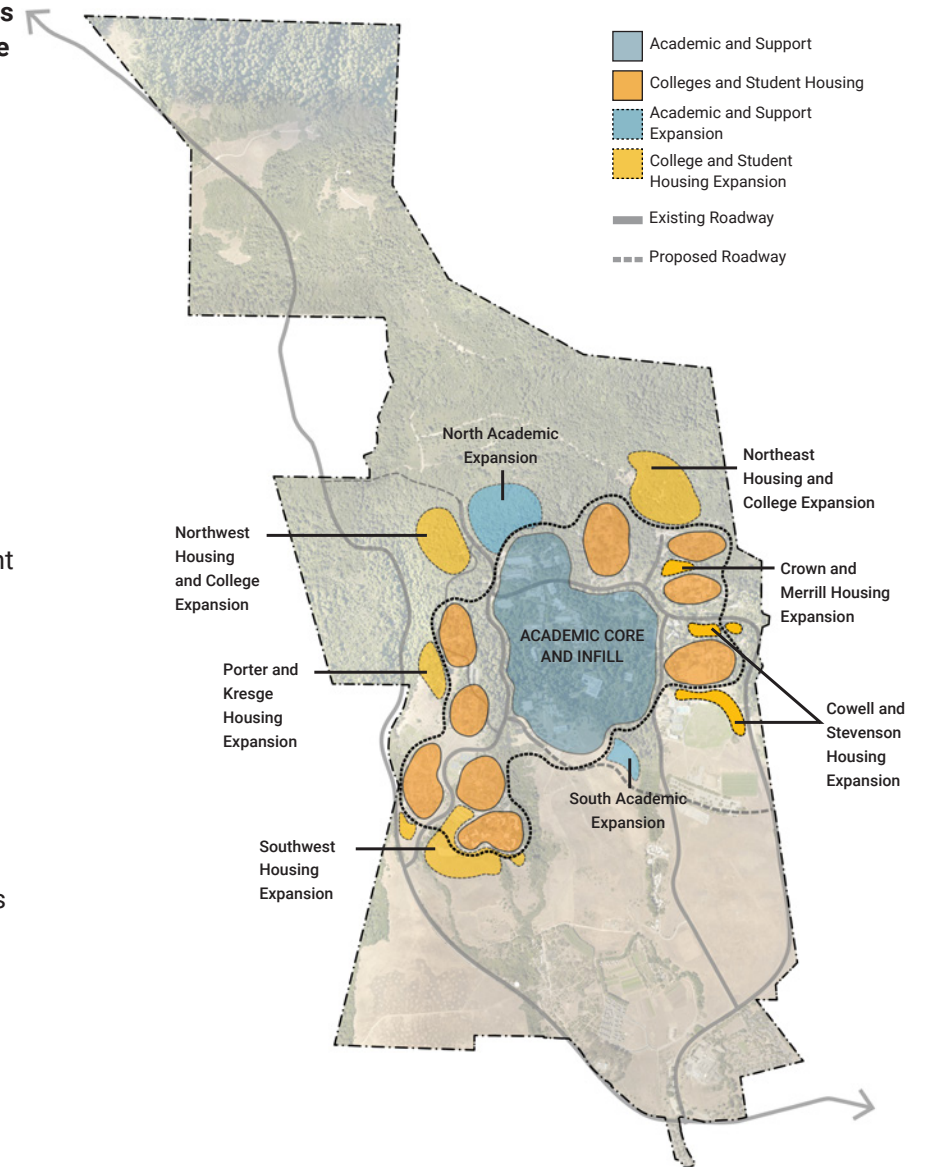 s
e
nt
s
Academic and Support
Colleges and Student Housing
Academic and Support
Expansion
College and Student
Housing Expansion
Existing Roadway
Proposed Roadway
North Academic
Expansion
Northeast
Housing and
College Expansion
Northwest
Housing
and College
Expansion
Crown and
Merrill Housing
Expansion
ACADEMIC CORE
AND INFILL
Porter and
Kresge
Housing
Expansion
Cowell and
Stevenson
Housing
Expansion
South Academic
Expansion
Southwest
Housing
Expansion